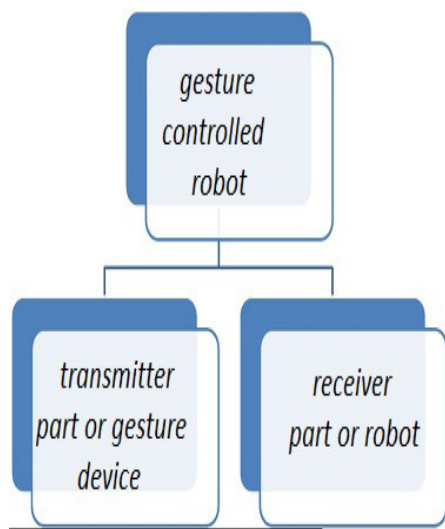 gesture
controlled
robot
transmitter
part or gesture
device
receiver
part or robot